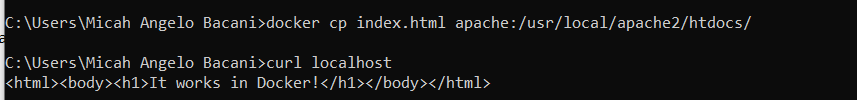 C:\Users\Micah Angelo Bacani>docker cp index.html apache:/usr/local/apache2/htdocs/
C:\Users\Micah Angelo Bacani>curl localhost
<html><body><h1>It works in Docker!</h1></body></html>